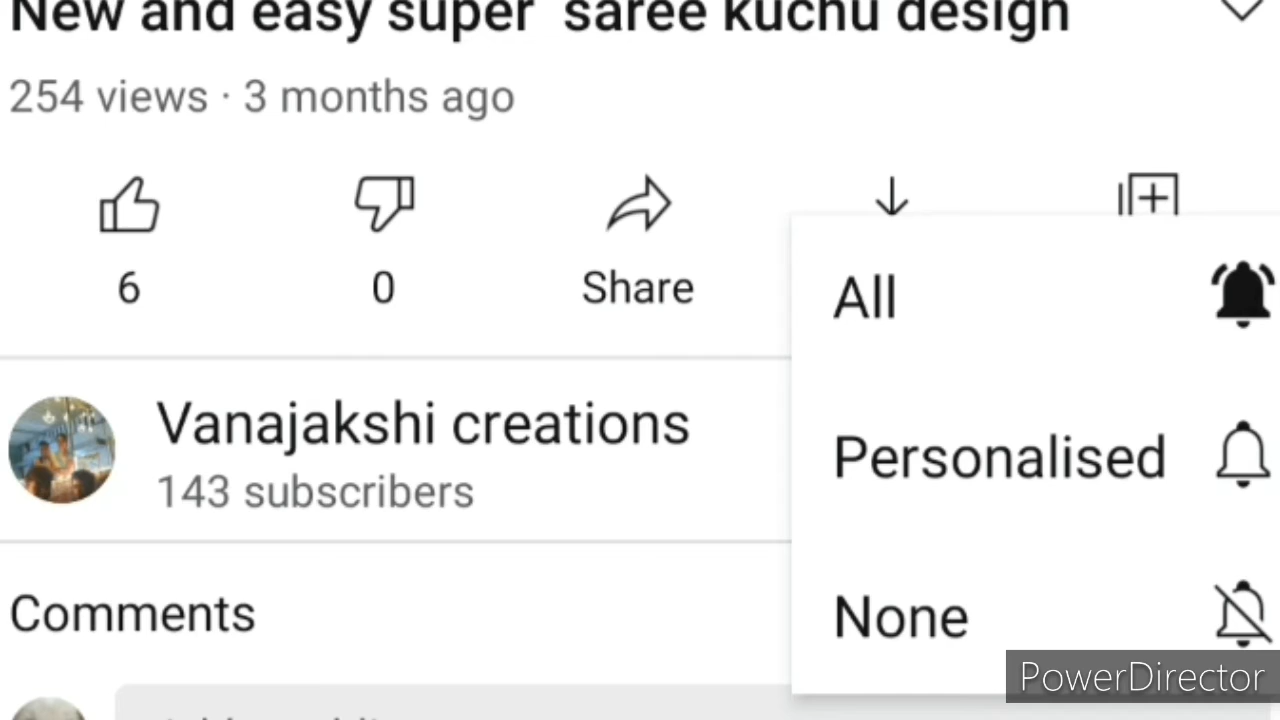 New and easy super saree kuchu design
254 views · 3 months ago
6
0
Share
All
Vanajakshi creations
143 subscribers
Personalised
Comments
None
PowerDirector